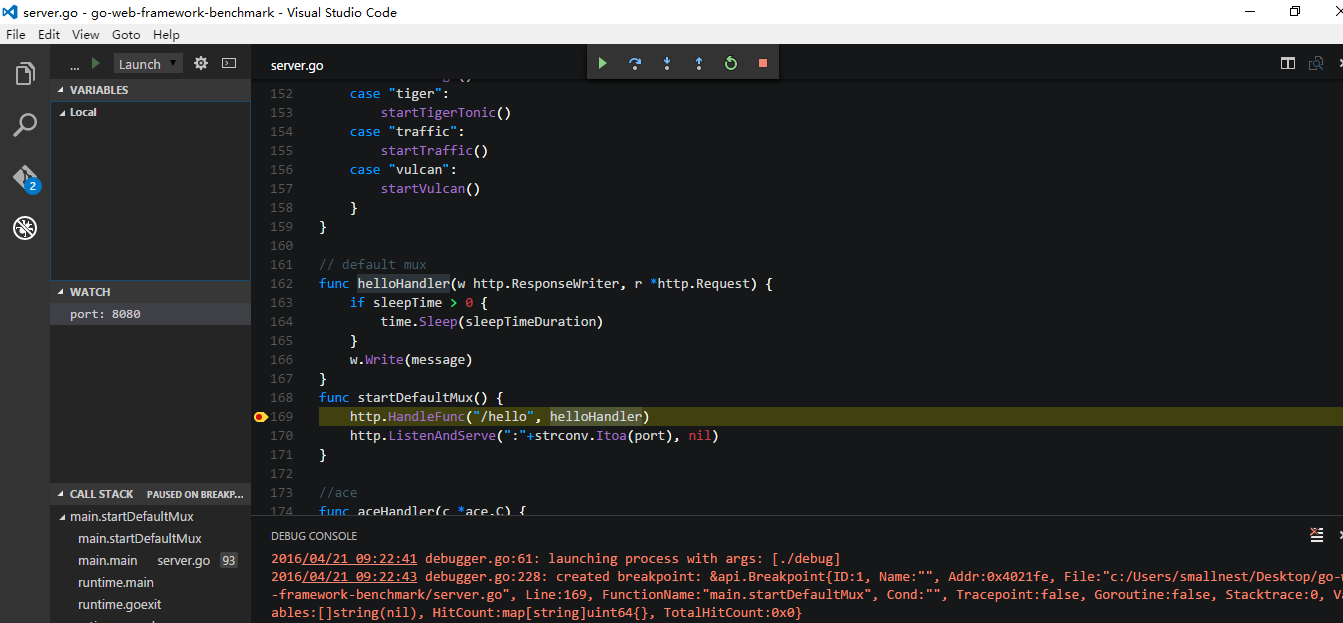 server.go - go-web-framework-benchmark - Visual Studio Code
File Edit View Goto Help
... Launch
server.go
VARIABLES
Local
2
WATCH
port: 8080
CALL STACK PAUSED ON BREAKP...
main.startDefaultMux
main.startDefaultMux
main.main server.go 93
runtime.main
runtime.goexit
152 case "tiger":
153 startTigerTonic()
154 case "traffic":
155 startTraffic()
156 case "vulcan":
157 startVulcan()
158 }
159 }
160
161 // default mux
162 func helloHandler(w http.ResponseWriter, r *http.Request) {
163 if sleepTime > 0 {
164 time.Sleep(sleepTimeDuration)
165 }
166 w.Write(message)
167 }
168 func startDefaultMux() {
169 http.HandleFunc("/hello", helloHandler)
170 http.ListenAndServe(":"+strconv.Itoa(port), nil)
171 }
172
173 //ace
174 func aceHandler(c *ace.C) {
DEBUG CONSOLE
2016/04/21 09:22:41 debugger.go:61: launching process with args: [./debug]
2016/04/21 09:22:43 debugger.go:228: created breakpoint: &api.Breakpoint{ID:1, Name:"", Addr:0x4021fe, File:"c:/Users/smallnest/Desktop/go-w
-framework-benchmark/server.go", Line:169, FunctionName:"main.startDefaultMux", Cond:"", Tracepoint:false, Goroutine:false, Stacktrace:0, Va
ables:[]string(nil), HitCount:map[string]uint64{}, TotalHitCount:0x0}